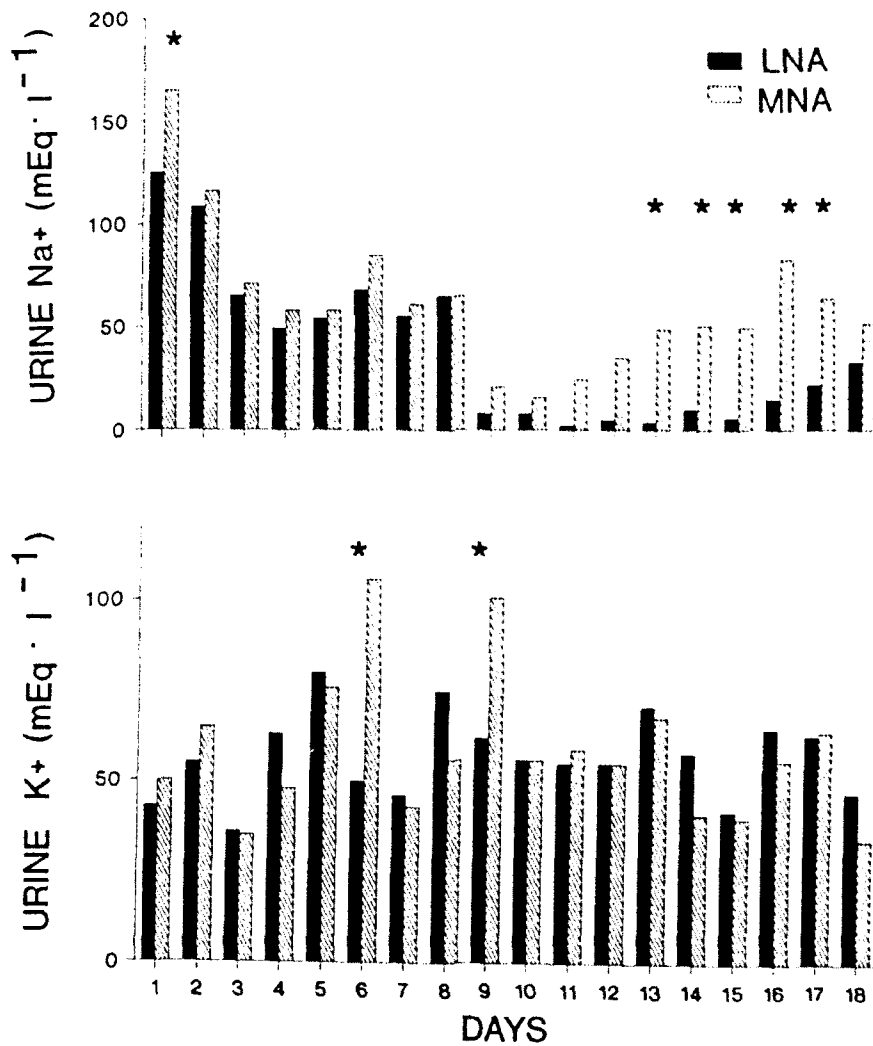 200
150
100
50
0
URINE Na+ (mEq · l⁻¹)
*
LNA
MNA
* * * * *
100
50
0
URINE K+ (mEq · l⁻¹)
* *
1 2 3 4 5 6 7 8 9 10 11 12 13 14 15 16 17 18
DAYS